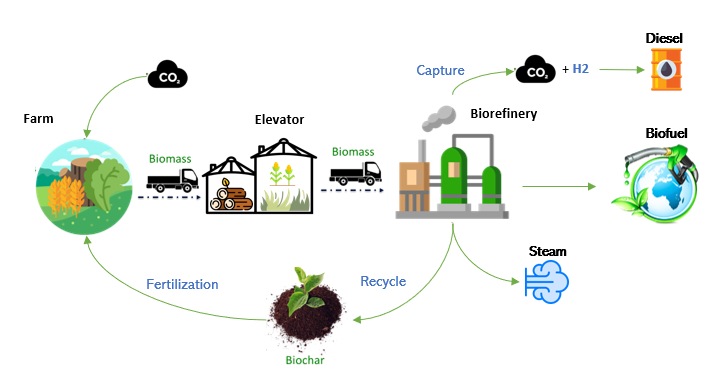 Diesel
CO₂
Capture
CO₂
+ H2
Farm
Elevator
Biorefinery
Biofuel
Biomass
Biomass
Steam
Fertilization
Recycle
Biochar